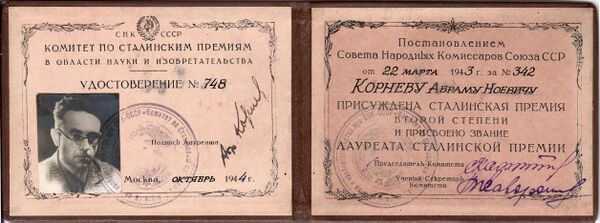 СНК СССР
КОМИТЕТ ПО СТАЛИНСКИМ ПРЕМИЯМ
В ОБЛАСТИ НАУКИ И ИЗОБРЕТАТЕЛЬСТВА
УДОСТОВЕРЕНИЕ № 748
Подпись Лауреата
Москва. ОКТЯБРЬ 1944 г.
Постановлением
Совета Народных Комиссаров Союза ССР
от 22 МАРТА 1943 г. за № 342
КОРНЕВУ АБРАМУ НОЕВИЧУ
ПРИСУЖДЕНА СТАЛИНСКАЯ ПРЕМИЯ
ВТОРОЙ СТЕПЕНИ
И ПРИСВОЕНО ЗВАНИЕ
ЛАУРЕАТА СТАЛИНСКОЙ ПРЕМИИ
Председатель Комитета
Ученый Секретарь
Комитета